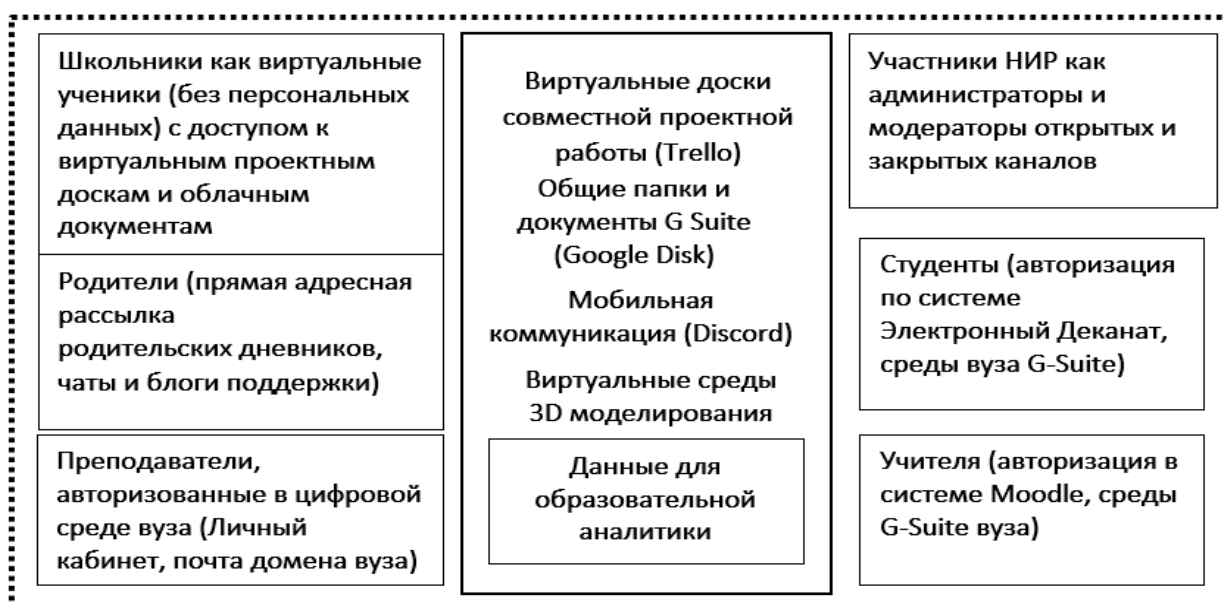 Школьники как виртуальные
ученики (без персональных
данных) с доступом к
виртуальным проектным
доскам и облачным
документам
Родители (прямая адресная
рассылка
родительских дневников,
чаты и блоги поддержки)
Преподаватели,
авторизованные в цифровой
среде вуза (Личный
кабинет, почта домена вуза)
Виртуальные доски
совместной проектной
работы (Trello)
Общие папки и
документы G Suite
(Google Disk)
Мобильная
коммуникация (Discord)
Виртуальные среды
3D моделирования
Данные для
образовательной
аналитики
Участники НИР как
администраторы и
модераторы открытых и
закрытых каналов
Студенты (авторизация
по системе
Электронный Деканат,
среды вуза G-Suite)
Учителя (авторизация в
системе Moodle, среды
G-Suite вуза)